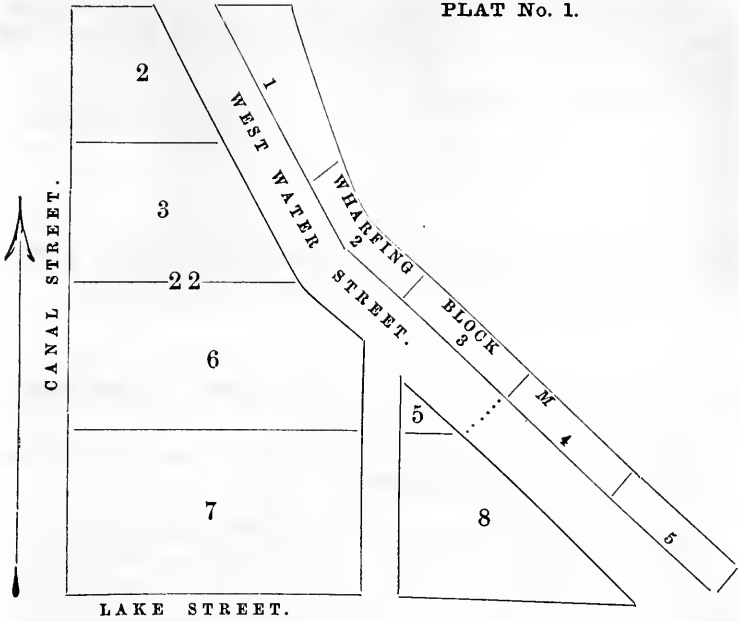 PLAT No. 1.
2
1
WEST WATER STREET.
WHARFING BLOCK M
3
2
22
CANAL STREET.
3
6
5
4
7
8
5
LAKE STREET.